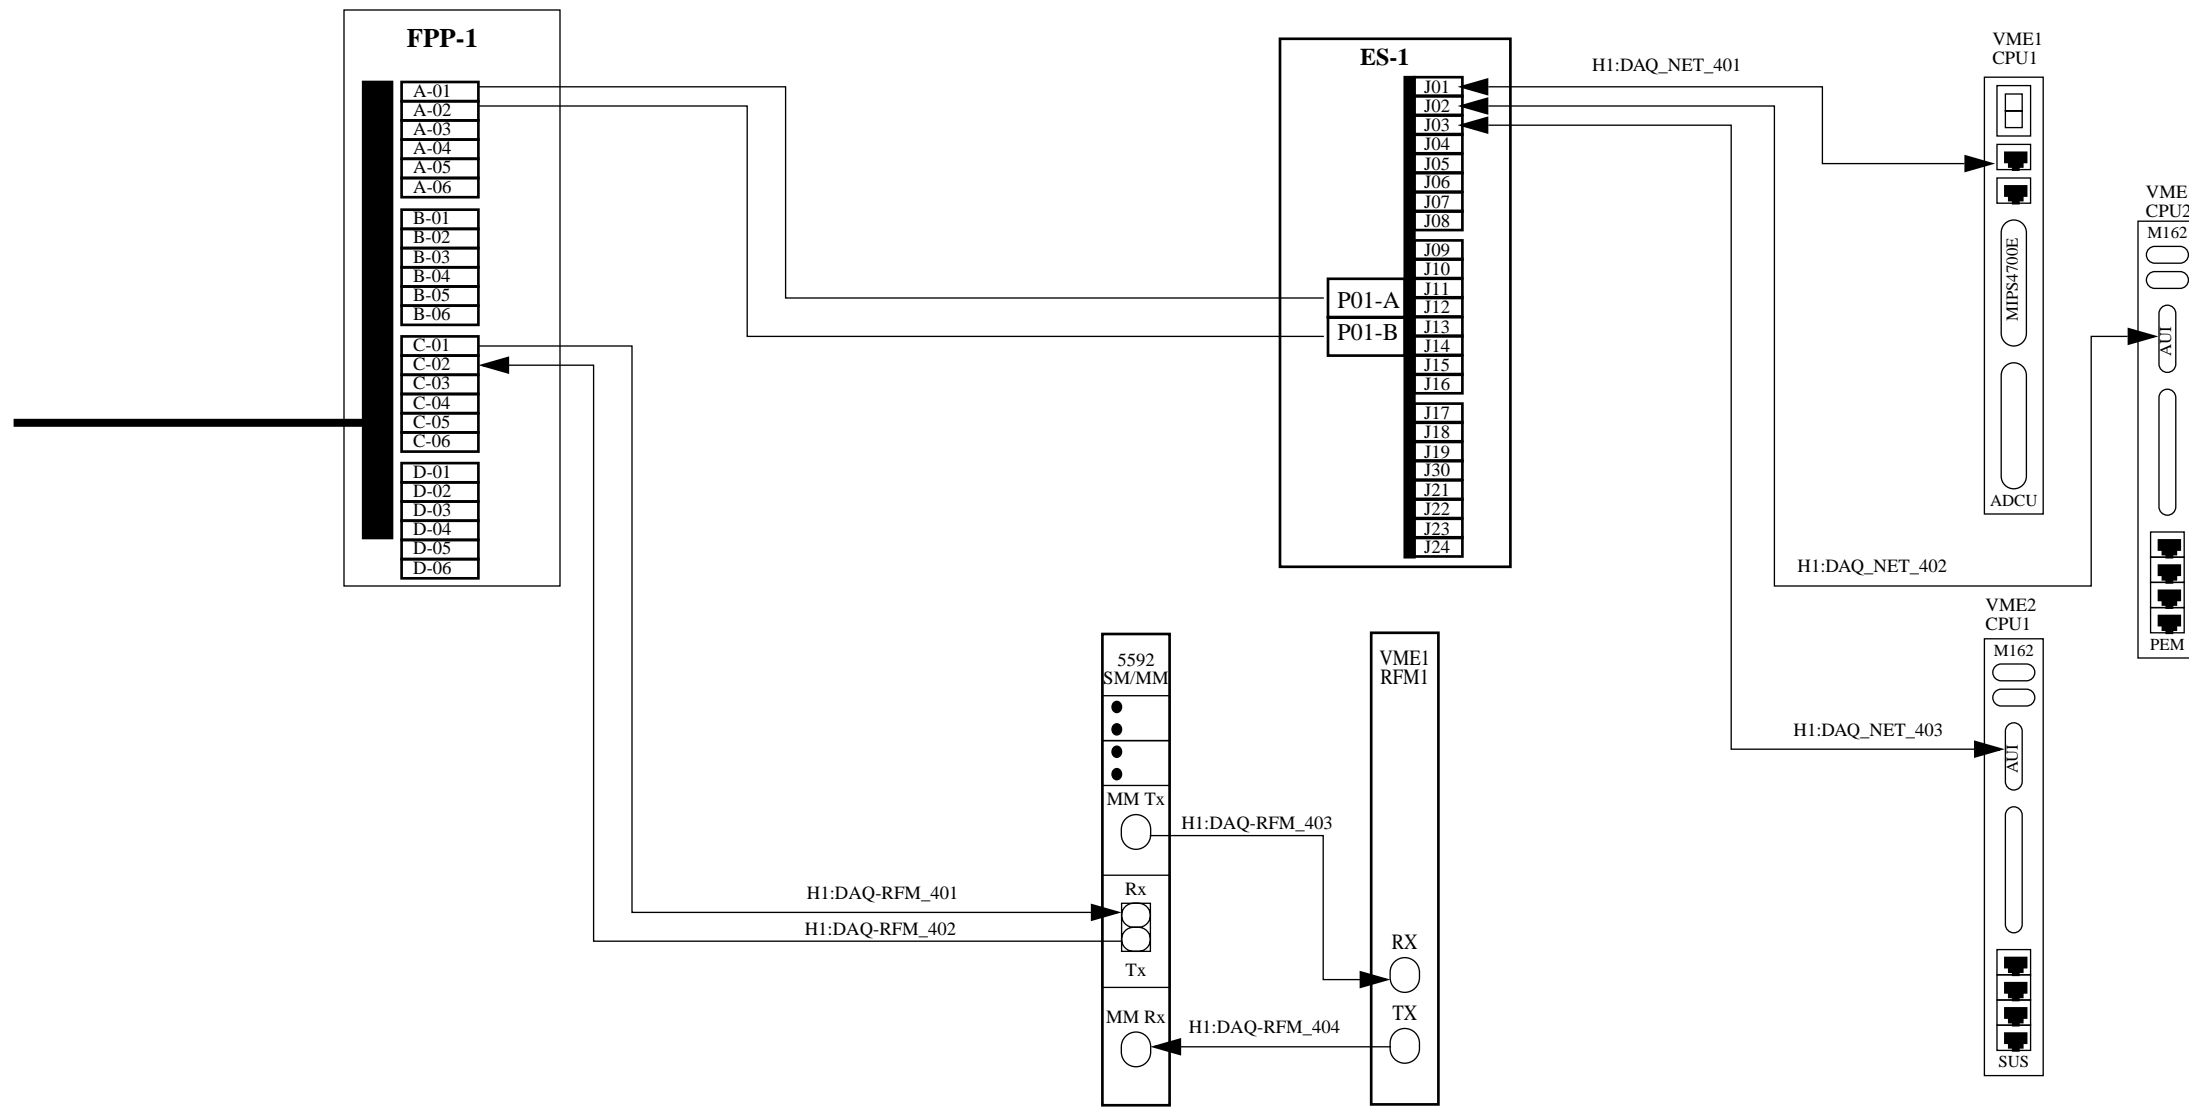 FPP-1
A-01
A-02
A-03
A-04
A-05
A-06
B-01
B-02
B-03
B-04
B-05
B-06
C-01
C-02
C-03
C-04
C-05
C-06
D-01
D-02
D-03
D-04
D-05
D-06
ES-1
J01
J02
J03
J04
J05
J06
J07
J08
J09
J10
J11
J12
J13
J14
J15
J16
J17
J18
J19
J30
J21
J22
J23
J24
P01-A
P01-B
H1:DAQ_NET_401
VME1
CPU1
MIPS4700E
ADCU
VME
CPU2
M162
AUI
PEM
H1:DAQ_NET_402
VME2
CPU1
M162
AUI
SUS
H1:DAQ_NET_403
5592
SM/MM
MM Tx
Rx
Tx
MM Rx
VME1
RFM1
RX
TX
H1:DAQ-RFM_403
H1:DAQ-RFM_401
H1:DAQ-RFM_402
H1:DAQ-RFM_404